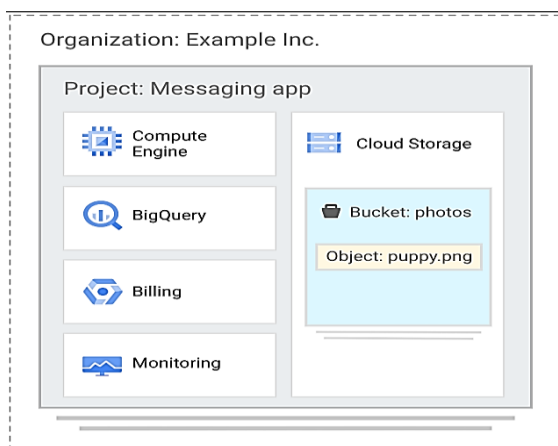 Organization: Example Inc.
Project: Messaging app
Compute
Engine
BigQuery
Billing
Monitoring
Cloud Storage
Bucket: photos
Object: puppy.png